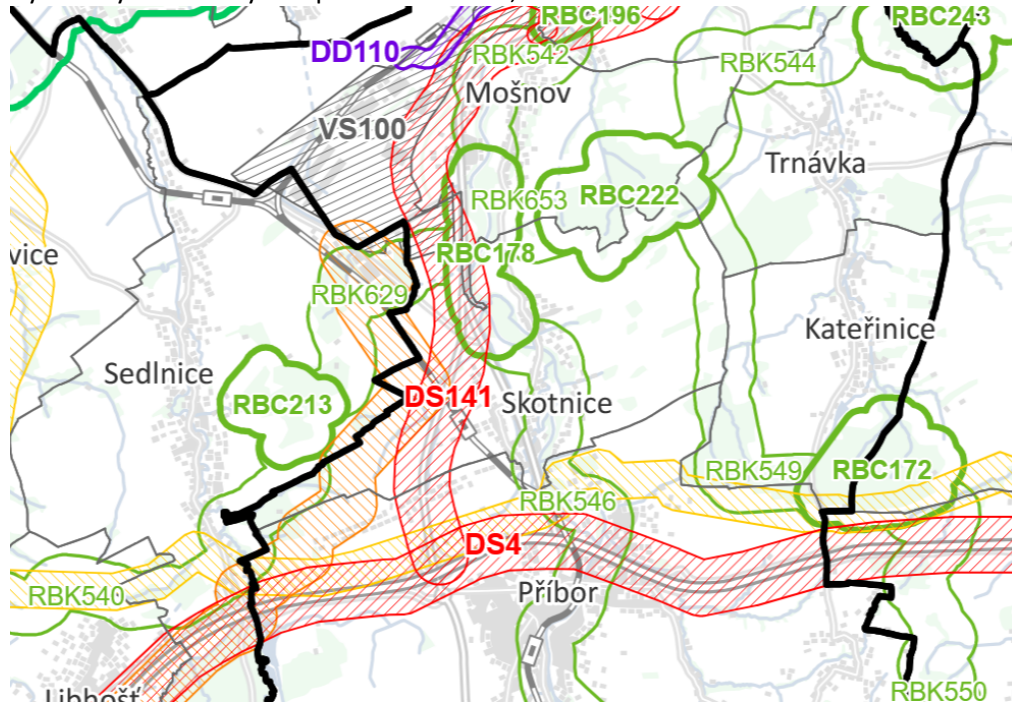 RBC196
RBC243
DD110
RBK542
RBK544
Mošnov
VS100
Trnávka
RBK653
RBC222
vice
RBC178
RBK629
Kateřinice
Sedlnice
RBC213
DS141
Skotnice
RBK549
RBC172
RBK546
DS4
RBK540
Příbor
Libhošť
RBK550